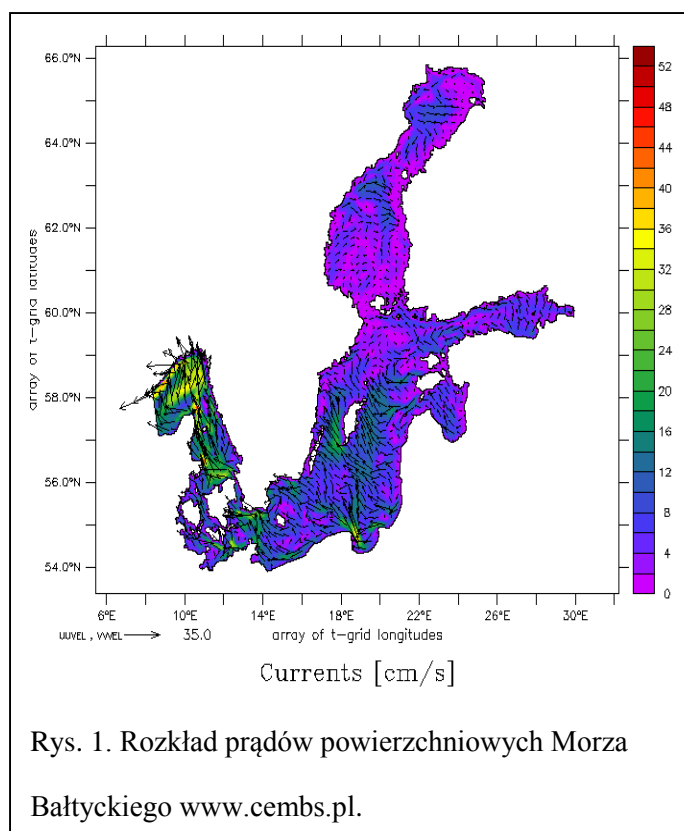 66.0°N
64.0°N
62.0°N
60.0°N
58.0°N
56.0°N
54.0°N
array of t-grid latitudes
52
48
44
40
36
32
28
24
20
16
12
8
4
0
6°E 10°E 14°E 18°E 22°E 26°E 30°E
UUVEL , VVVEL 35.0 array of t-grid longitudes
Currents [cm/s]
Rys. 1. Rozkład prądów powierzchniowych Morza
Bałtyckiego www.cembs.pl.